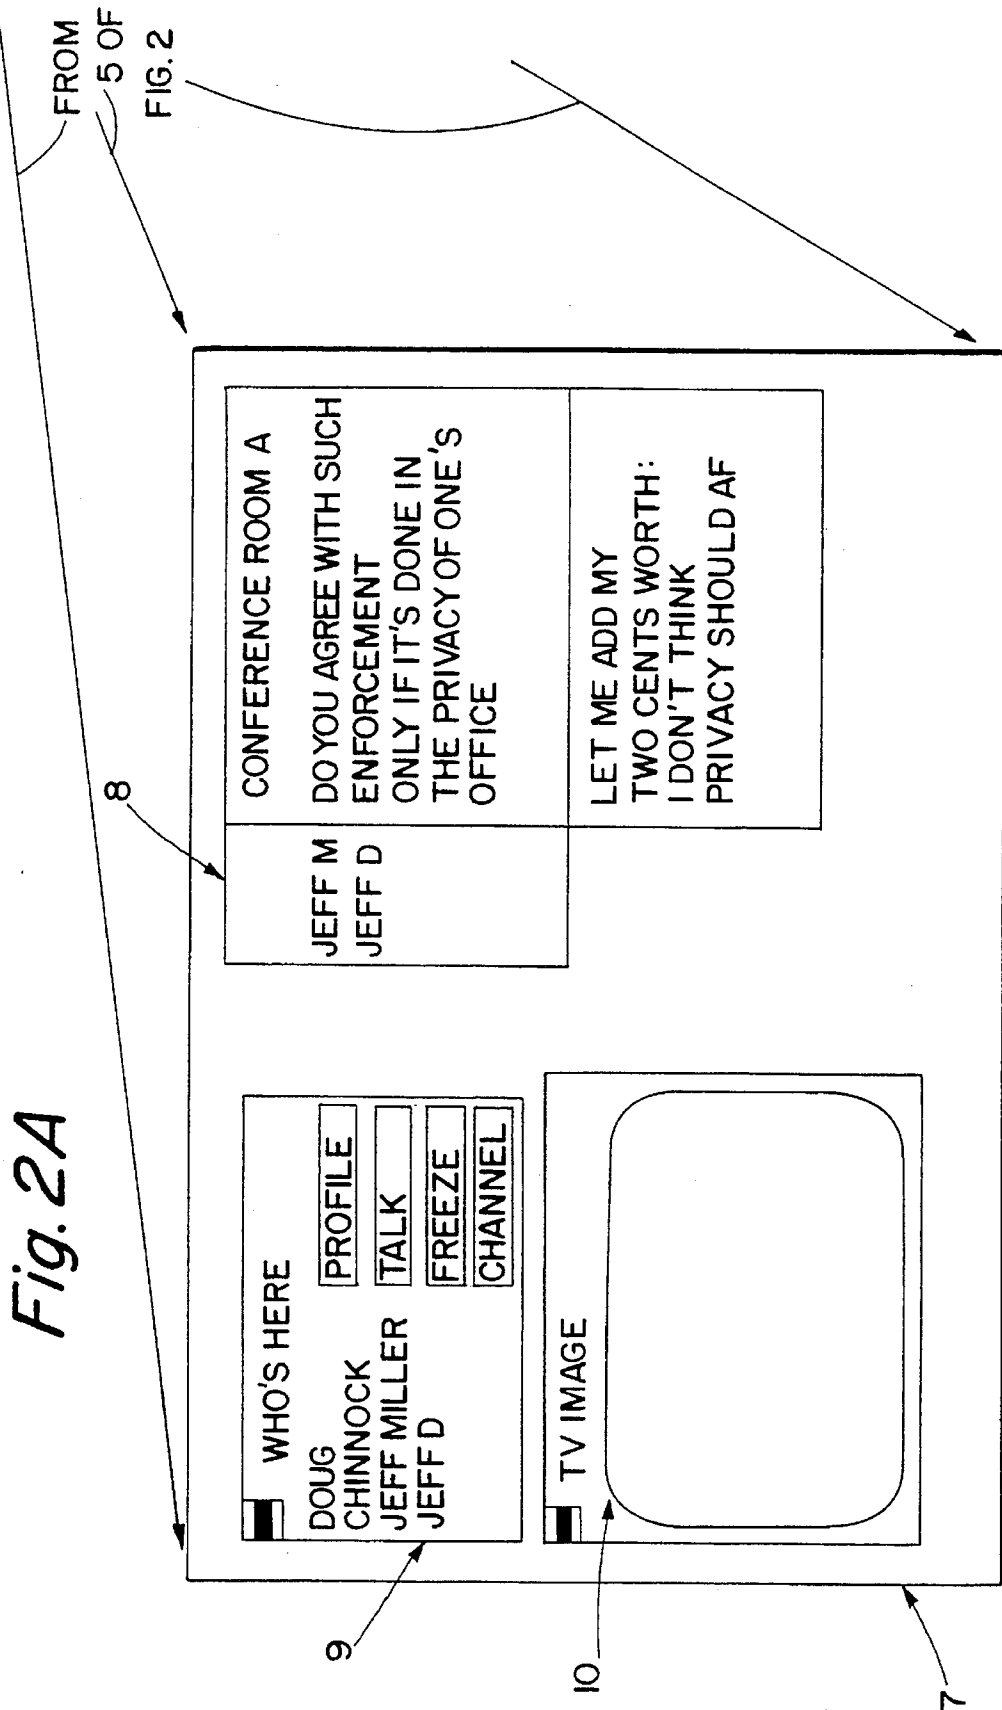 Fig. 2A
FROM
5 OF
FIG. 2
8
CONFERENCE ROOM A
JEFF M DO YOU AGREE WITH SUCH
JEFF D ENFORCEMENT
ONLY IF IT'S DONE IN
THE PRIVACY OF ONE'S
OFFICE
LET ME ADD MY
TWO CENTS WORTH:
I DON'T THINK
PRIVACY SHOULD AF
9
WHO'S HERE
DOUG
CHINNOCK
JEFF MILLER
JEFF D
PROFILE
TALK
FREEZE
CHANNEL
10
TV IMAGE
7